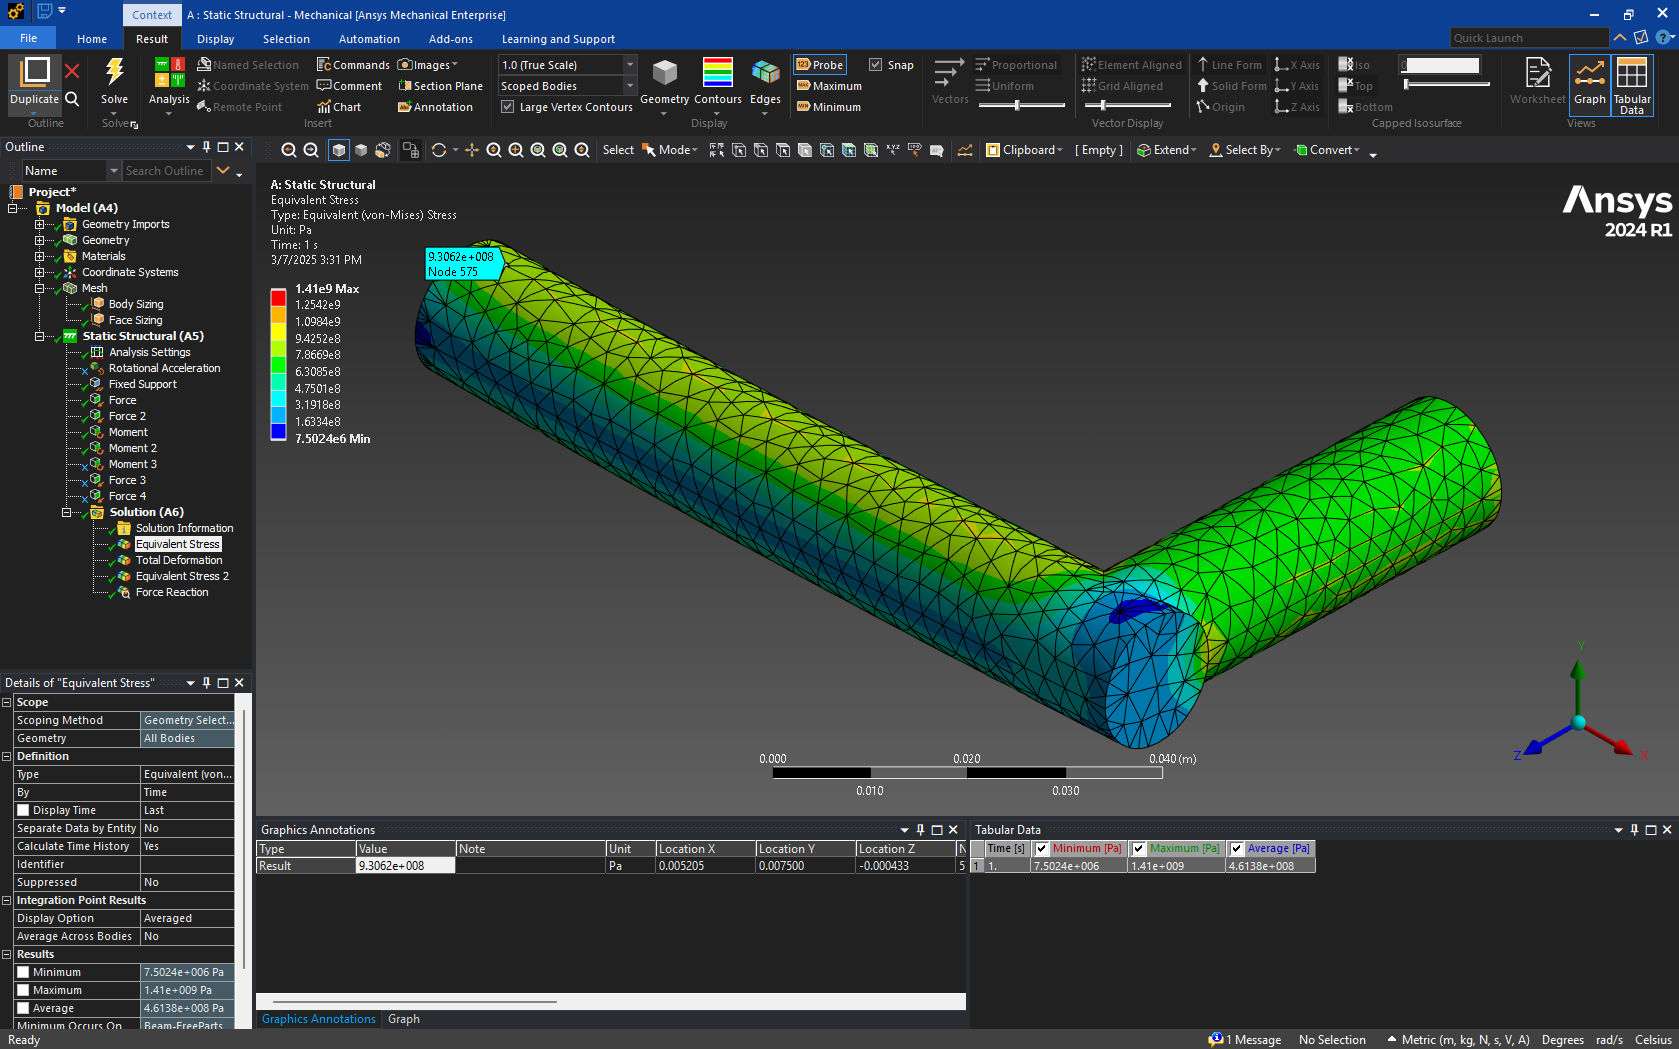 Context
A : Static Structural - Mechanical [Ansys Mechanical Enterprise]
File
Home
Result
Display
Selection
Automation
Add-ons
Learning and Support
Quick Launch
Duplicate
Outline
Solve
Solve
Analysis
Named Selection
Coordinate System
Remote Point
Commands
Comment
Chart
Images
Section Plane
Annotation
Insert
1.0 (True Scale)
Scoped Bodies
Large Vertex Contours
Geometry
Contours
Edges
Display
Probe
Maximum
Minimum
Snap
Vectors
Proportional
Uniform
Element Aligned
Grid Aligned
Line Form
Solid Form
Origin
X Axis
Y Axis
Z Axis
Vector Display
Iso
Top
Bottom
0
Capped Isosurface
Worksheet
Graph
Tabular
Data
Views
Outline
Name
Search Outline
Select
Mode
Clipboard
[ Empty ]
Extend
Select By
Convert
Project*
Model (A4)
Geometry Imports
Geometry
Materials
Coordinate Systems
Mesh
Body Sizing
Face Sizing
Static Structural (A5)
Analysis Settings
Rotational Acceleration
Fixed Support
Force
Force 2
Moment
Moment 2
Moment 3
Force 3
Force 4
Solution (A6)
Solution Information
Equivalent Stress
Total Deformation
Equivalent Stress 2
Force Reaction
A: Static Structural
Equivalent Stress
Type: Equivalent (von-Mises) Stress
Unit: Pa
Time: 1 s
3/7/2025 3:31 PM
1.41e9 Max
1.2542e9
1.0984e9
9.4252e8
7.8669e8
6.3085e8
4.7501e8
3.1918e8
1.6334e8
7.5024e6 Min
9.3062e+008
Node 575
Ansys
2024 R1
0.000
0.020
0.040 (m)
0.010
0.030
Y
Z
X
Details of "Equivalent Stress"
Scope
Scoping Method Geometry Select...
Geometry All Bodies
Definition
Type Equivalent (von...
By Time
Display Time Last
Separate Data by Entity No
Calculate Time History Yes
Identifier
Suppressed No
Integration Point Results
Display Option Averaged
Average Across Bodies No
Results
Minimum 7.5024e+006 Pa
Maximum 1.41e+009 Pa
Average 4.6138e+008 Pa
Minimum Occurs On Beam-FreeParts
Graphics Annotations
Type Value Note Unit Location X Location Y Location Z N
Result 9.3062e+008 Pa 0.005205 0.007500 -0.000433 5
Graphics Annotations
Graph
Tabular Data
Time [s] Minimum [Pa] Maximum [Pa] Average [Pa]
1 1. 7.5024e+006 1.41e+009 4.6138e+008
Ready
1 Message
No Selection
Metric (m, kg, N, s, V, A)
Degrees
rad/s
Celsius